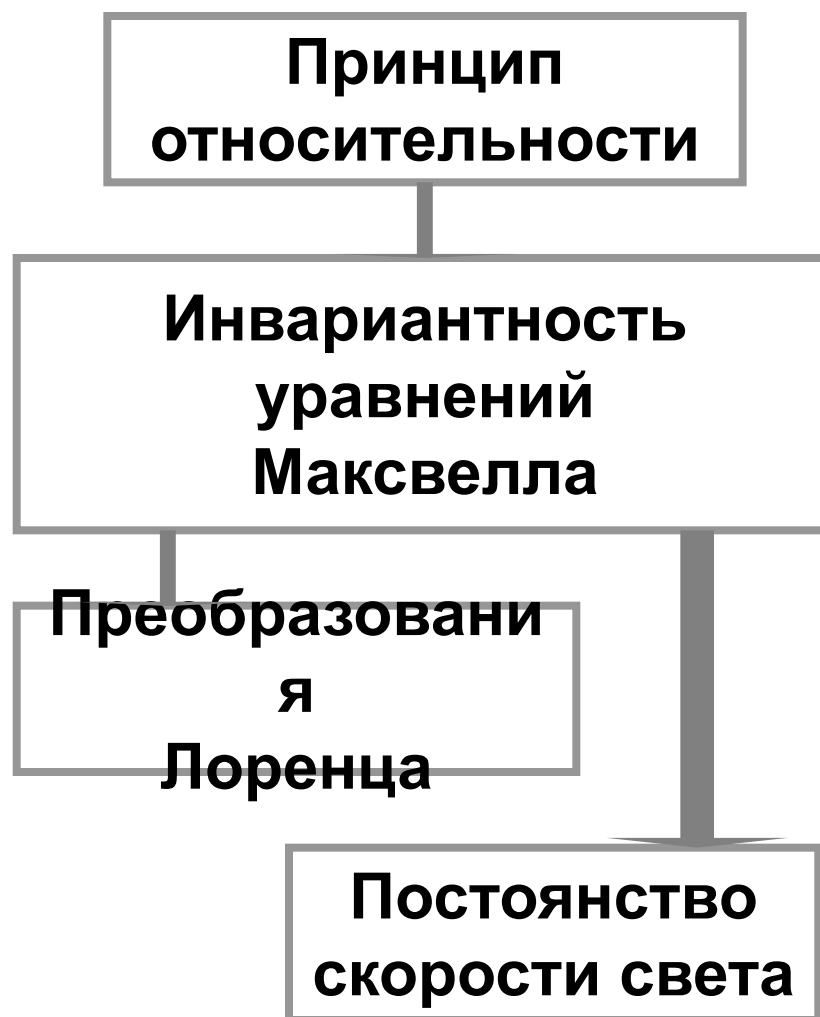 Принцип
относительности
Инвариантность
уравнений
Максвелла
Преобразовани
я
Лоренца
Постоянство
скорости света